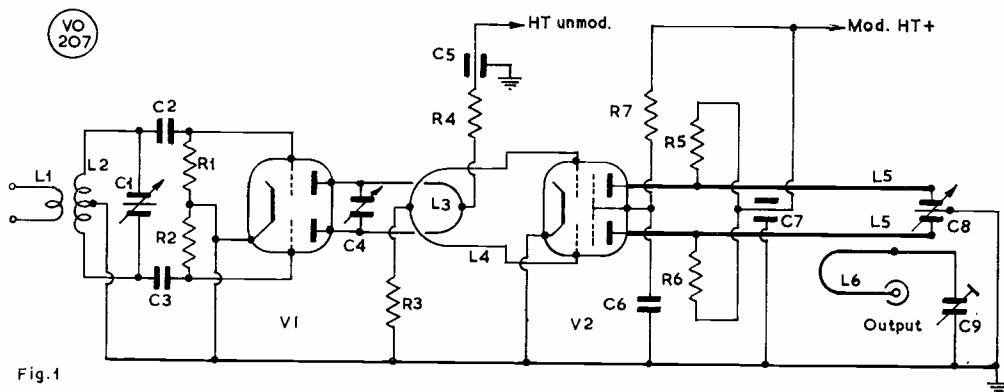 VO
207
HT unmod.
Mod. HT+
C5
C2
R4
R7
R5
L1
L2
C1
R1
L3
L5
C7
L5
C8
R2
C4
L4
C3
R3
R6
L6
C6
V1
V2
Output
C9
Fig.1